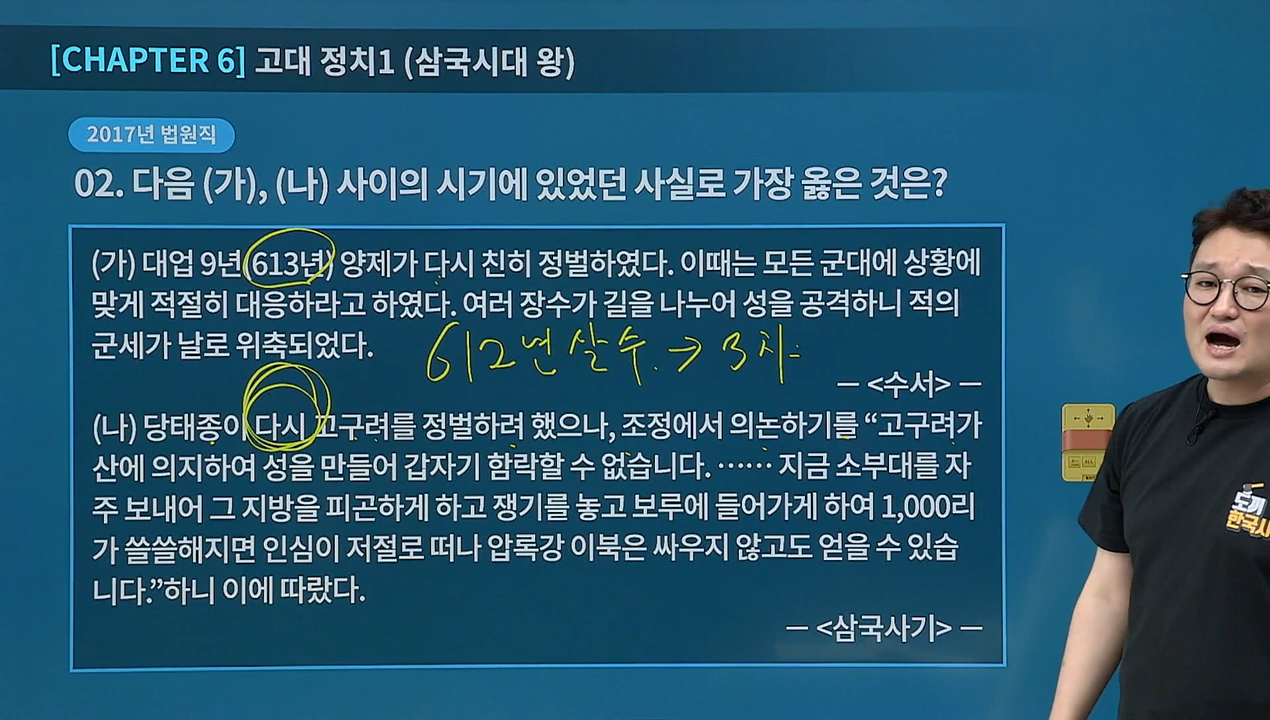 [CHAPTER 6] 고대 정치1 (삼국시대 왕)
2017년 법원직
02. 다음 (가), (나) 사이의 시기에 있었던 사실로 가장 옳은 것은?
(가) 대업 9년(613년) 양제가 다시 친히 정벌하였다. 이때는 모든 군대에 상황에
맞게 적절히 대응하라고 하였다. 여러 장수가 길을 나누어 성을 공격하니 적의
군세가 날로 위축되었다.
612년 살수. → 3차
― <수서> ―
(나) 당태종이 다시 고구려를 정벌하려 했으나, 조정에서 의논하기를 “고구려가
산에 의지하여 성을 만들어 갑자기 함락할 수 없습니다. …… 지금 소부대를 자
주 보내어 그 지방을 피곤하게 하고 쟁기를 놓고 보루에 들어가게 하여 1,000리
가 쓸쓸해지면 인심이 저절로 떠나 압록강 이북은 싸우지 않고도 얻을 수 있습
니다.”하니 이에 따랐다.
― <삼국사기> ―
ALL